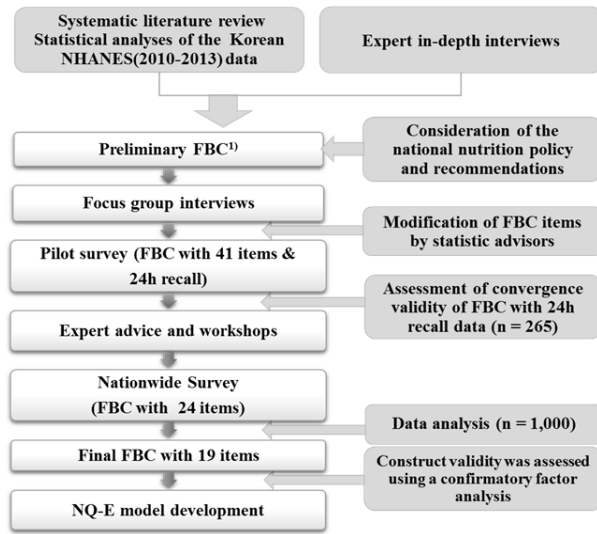 Systematic literature review
Statistical analyses of the Korean
NHANES(2010-2013) data
Expert in-depth interviews
Preliminary FBC¹⁾
Consideration of the
national nutrition policy
and recommendations
Focus group interviews
Modification of FBC items
by statistic advisors
Pilot survey (FBC with 41 items &
24h recall)
Assessment of convergence
validity of FBC with 24h
recall data (n = 265)
Expert advice and workshops
Nationwide Survey
(FBC with 24 items)
Data analysis (n = 1,000)
Final FBC with 19 items
Construct validity was assessed
using a confirmatory factor
analysis
NQ-E model development